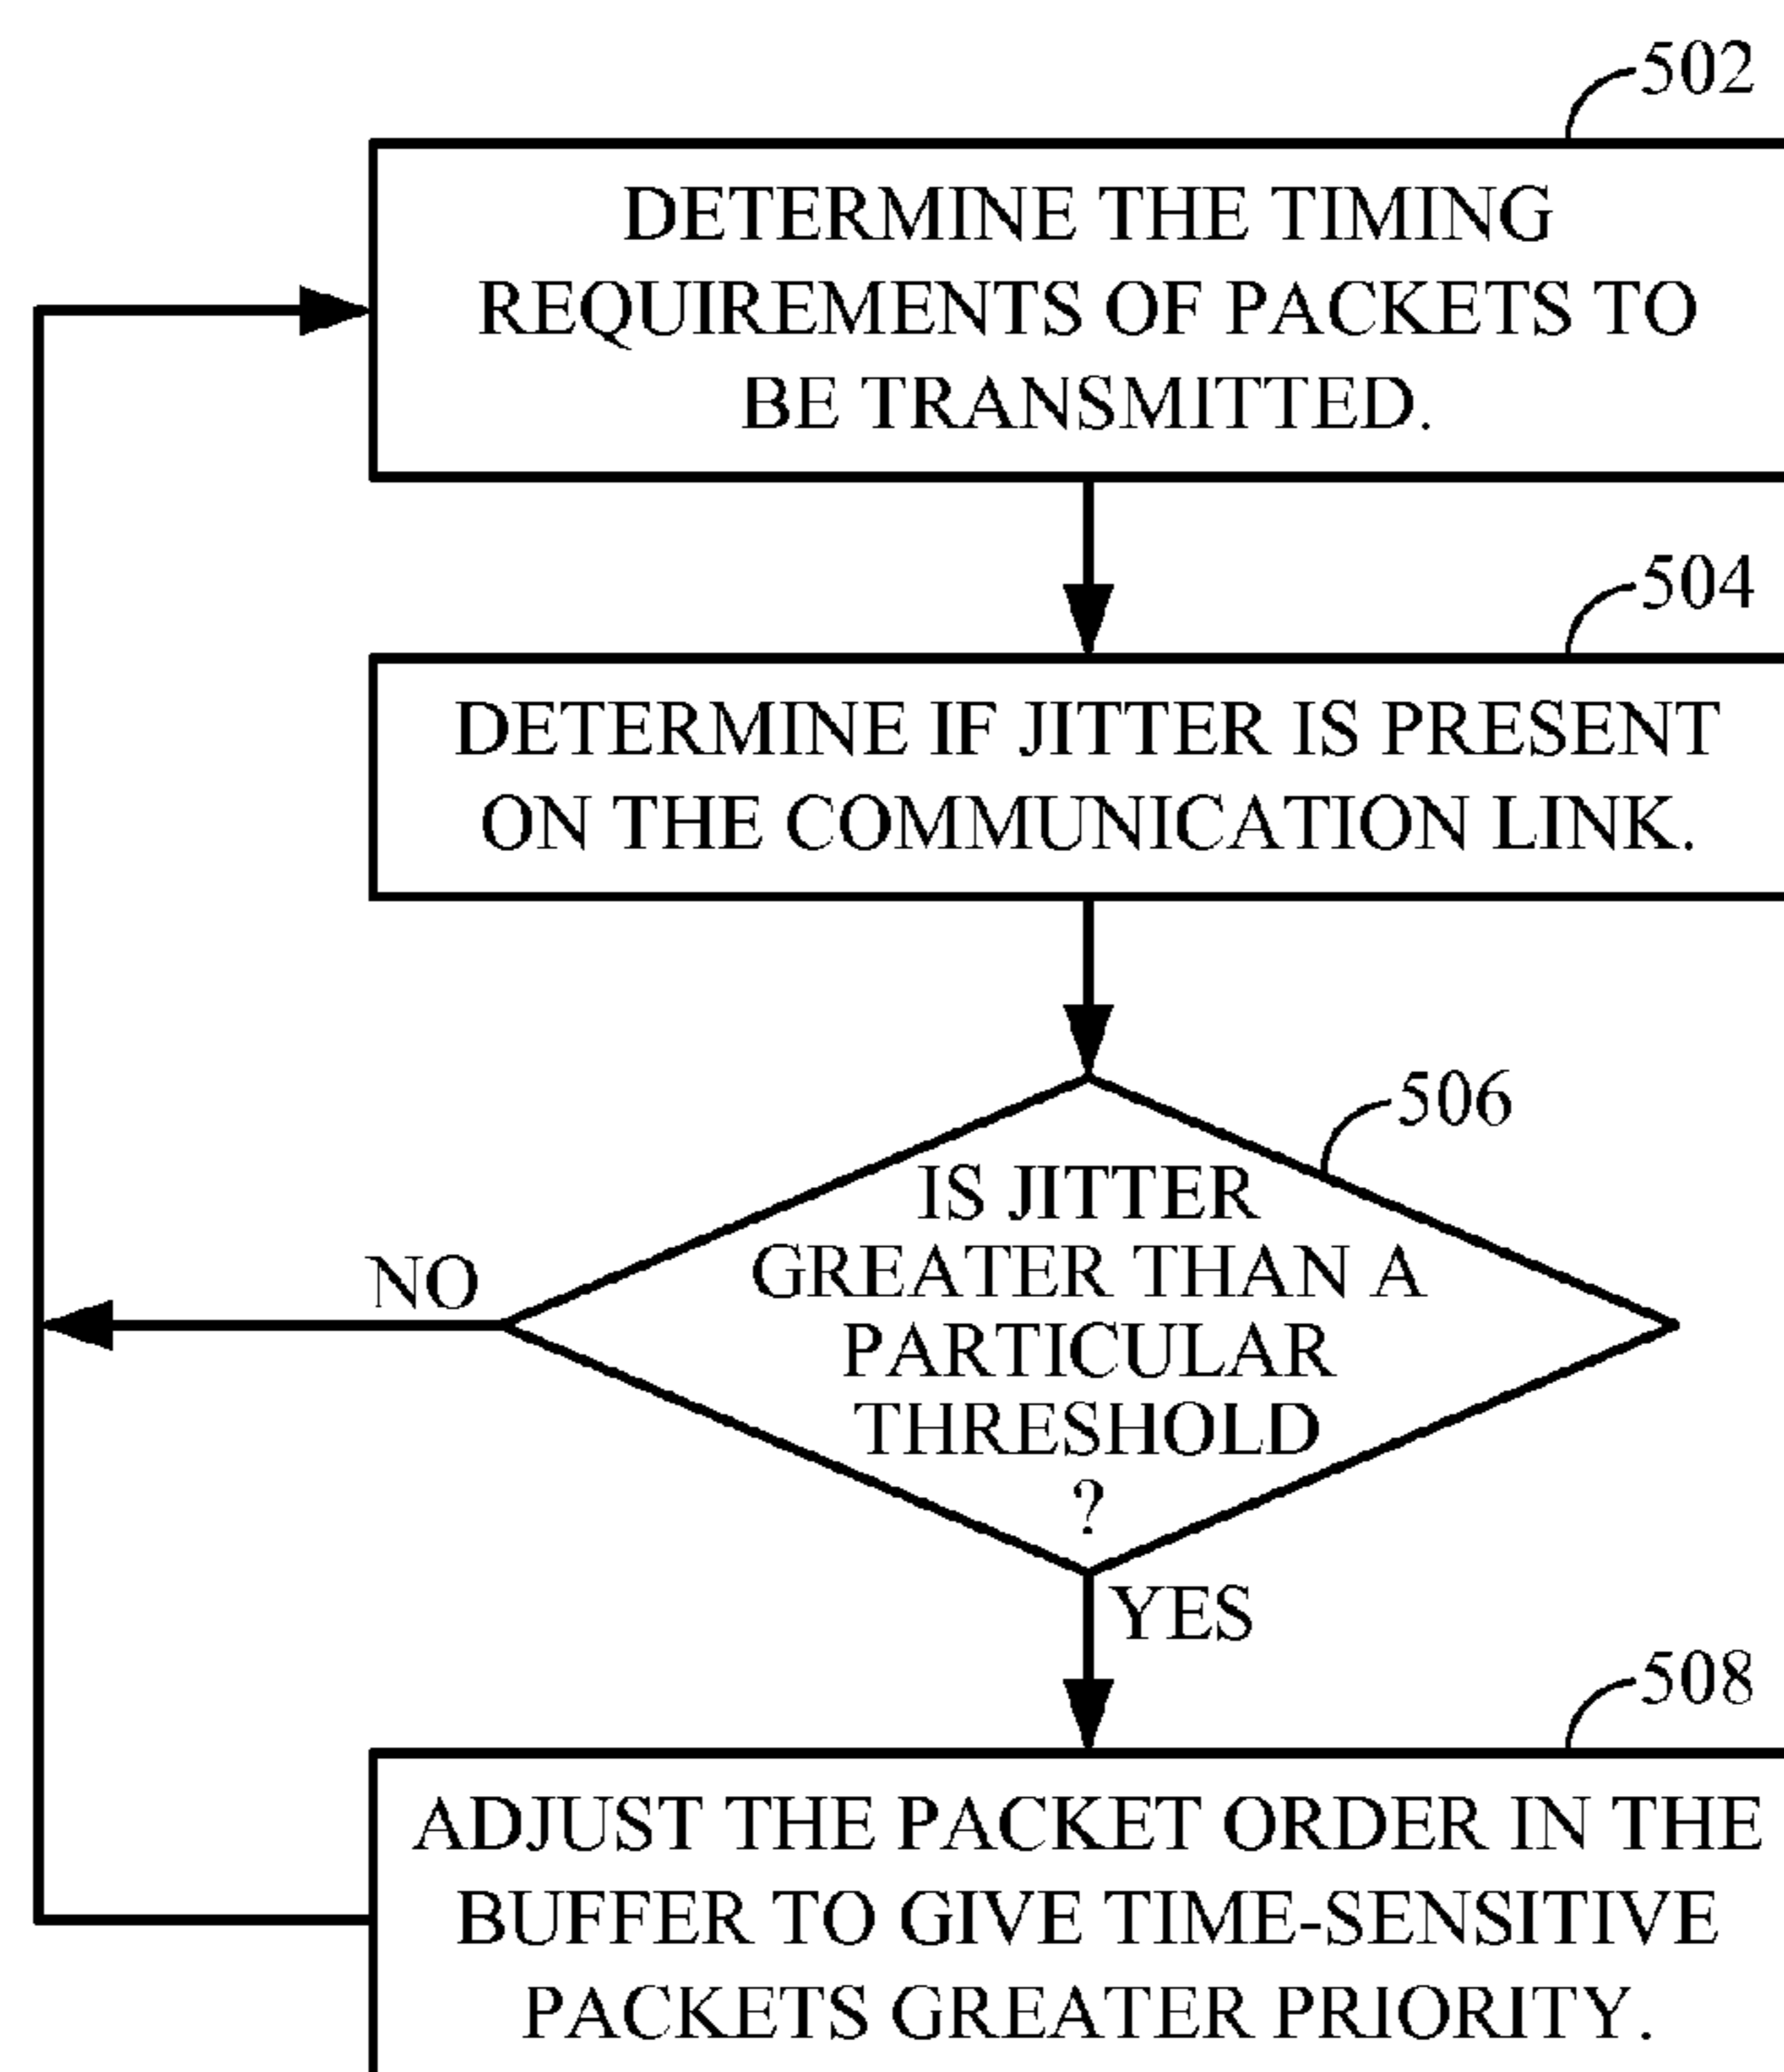 502
DETERMINE THE TIMING
REQUIREMENTS OF PACKETS TO
BE TRANSMITTED.
504
DETERMINE IF JITTER IS PRESENT
ON THE COMMUNICATION LINK.
506
IS JITTER
GREATER THAN A
PARTICULAR
THRESHOLD
?
NO
YES
508
ADJUST THE PACKET ORDER IN THE
BUFFER TO GIVE TIME-SENSITIVE
PACKETS GREATER PRIORITY.